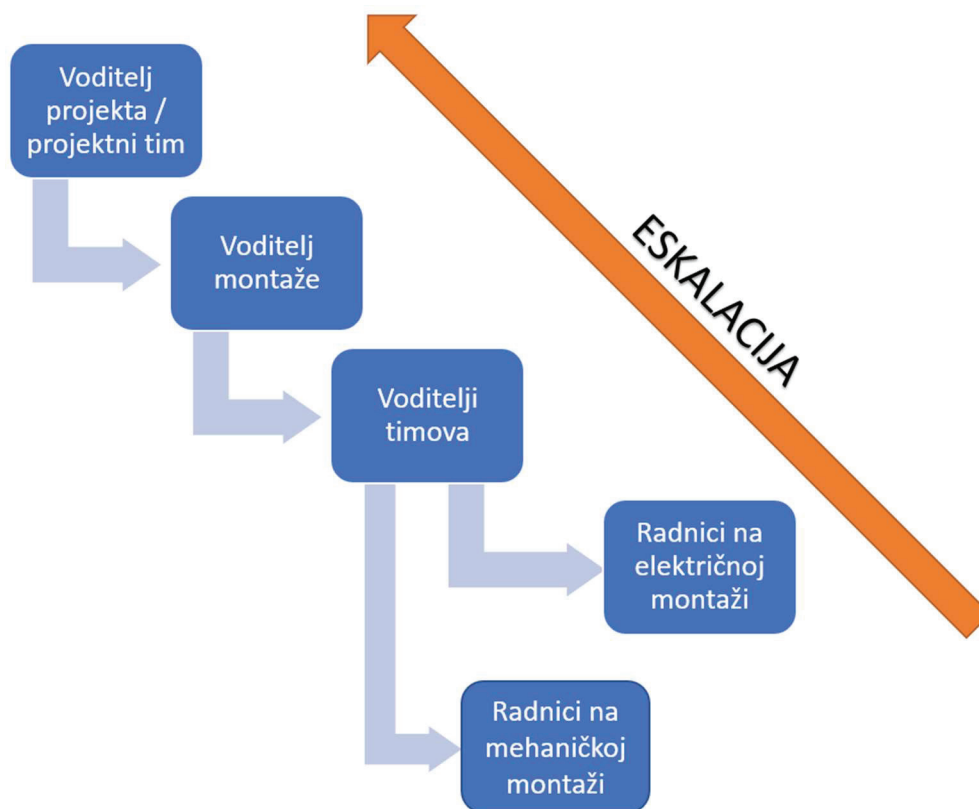 Voditelj
projekta /
projektni tim
Voditelj
montaže
ESKALACIJA
Voditelji
timova
Radnici na
električnoj
montaži
Radnici na
mehaničkoj
montaži